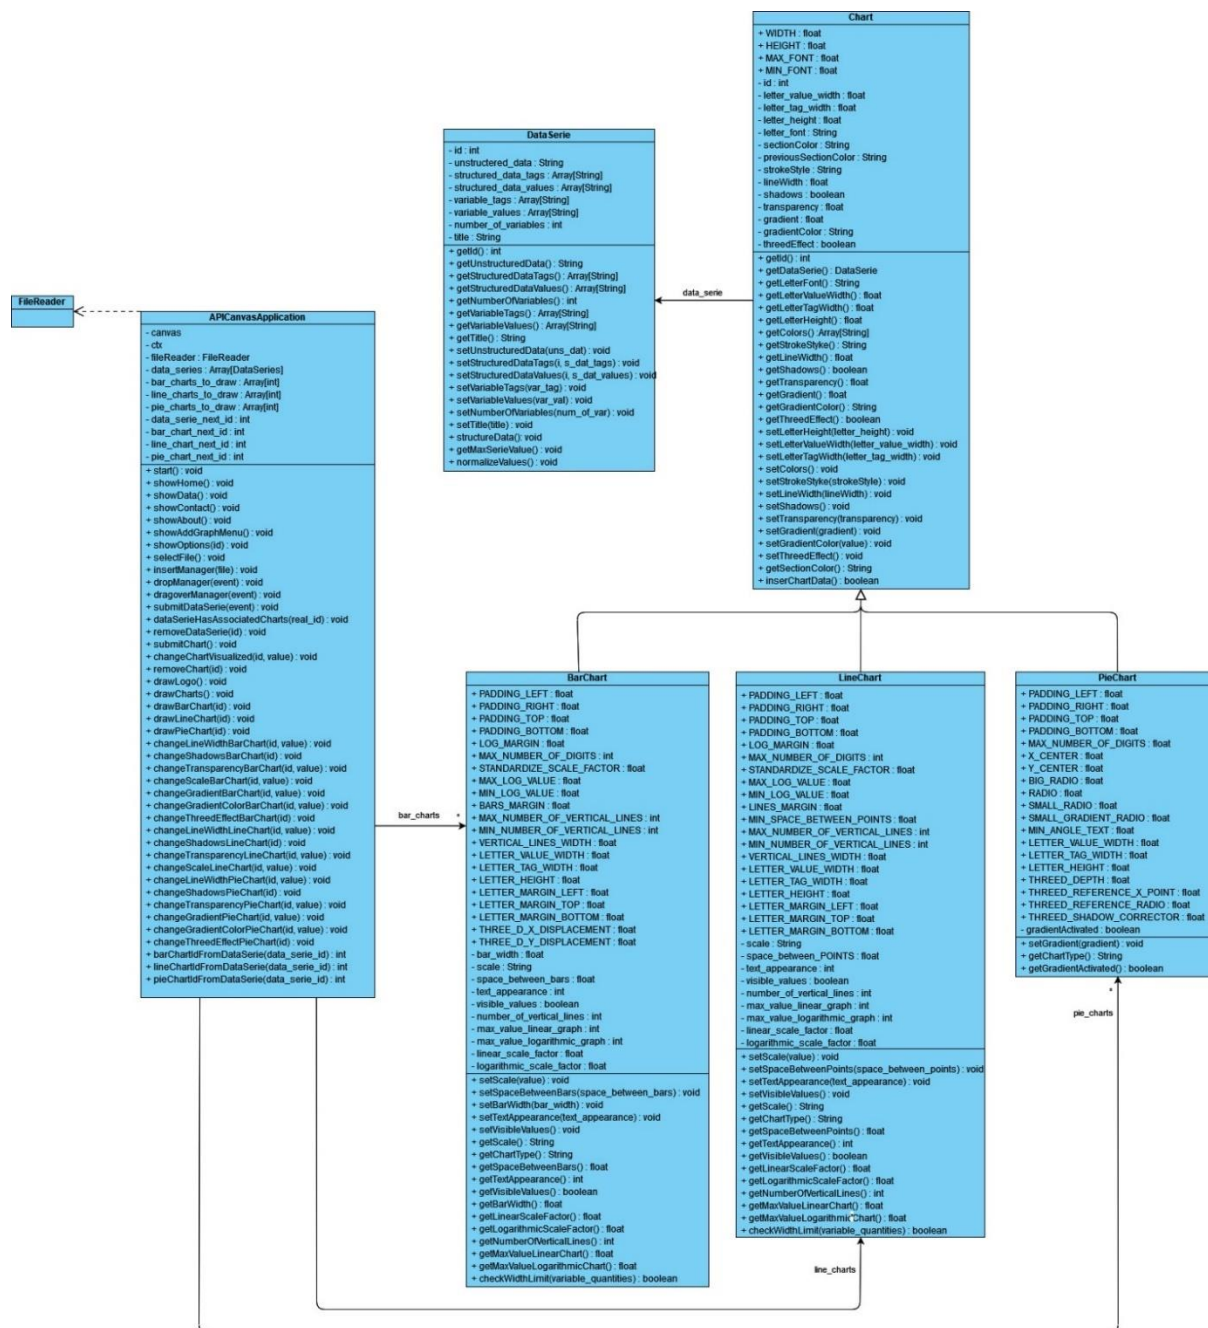 Chart
+ WIDTH : float
+ HEIGHT : float
+ MAX_FONT : float
+ MIN_FONT : float
- id : int
- letter_value_width : float
- letter_tag_width : float
- letter_height : float
- letter_font : String
- sectionColor : String
- previousSectionColor : String
- strokeStyle : String
- lineWidth : float
- shadows : boolean
- transparency : float
- gradient : float
- gradientColor : String
- threedEffect : boolean
+ getId() : int
+ getDataSerie() : DataSerie
+ getLetterFont() : String
+ getLetterValueWidth() : float
+ getLetterTagWidth() : float
+ getLetterHeight() : float
+ getColors() :Array[String]
+ getStrokeStyke() : String
+ getLineWidth() : float
+ getShadows() : boolean
+ getTransparency() : float
+ getGradient() : float
+ getGradientColor() : String
+ getThreedEffect() : boolean
+ setLetterHeight(letter_height) : void
+ setLetterValueWidth(letter_value_width) : void
+ setLetterTagWidth(letter_tag_width) : void
+ setColors() : void
+ setStrokeStyke(strokeStyle) : void
+ setLineWidth(lineWidth) : void
+ setShadows() : void
+ setTransparency(transparency) : void
+ setGradient(gradient) : void
+ setGradientColor(value) : void
+ setThreedEffect() : void
+ getSectionColor() : String
+ inserChartData() : boolean
DataSerie
- id : int
- unstructered_data : String
- structured_data_tags : Array[String]
- structured_data_values : Array[String]
- variable_tags : Array[String]
- variable_values : Array[String]
- number_of_variables : int
- title : String
+ getId() : int
+ getUnstructuredData() : String
+ getStructuredDataTags() : Array[String]
+ getStructuredDataValues() : Array[String]
+ getNumberOfVariables() : int
+ getVariableTags() : Array[String]
+ getVariableValues() : Array[String]
+ getTitle() : String
+ setUnstructuredData(uns_dat) : void
+ setStructuredDataTags(i, s_dat_tags) : void
+ setStructuredDataValues(i, s_dat_values) : void
+ setVariableTags(var_tag) : void
+ setVariableValues(var_val) : void
+ setNumberOfVariables(num_of_var) : void
+ setTitle(title) : void
+ structureData() : void
+ getMaxSerieValue() : void
+ normalizeValues() : void
data_serie
FileReader
APICanvasApplication
- canvas
- ctx
- fileReader : FileReader
- data_series : Array[DataSeries]
- bar_charts_to_draw : Array[int]
- line_charts_to_draw : Array[int]
- pie_charts_to_draw : Array[int]
- data_serie_next_id : int
- bar_chart_next_id : int
- line_chart_next_id : int
- pie_chart_next_id : int
+ start() : void
+ showHome() : void
+ showData() : void
+ showContact() : void
+ showAbout() : void
+ showAddGraphMenu() : void
+ showOptions(id) : void
+ selectFile() : void
+ insertManager(file) : void
+ dropManager(event) : void
+ dragoverManager(event) : void
+ submitDataSerie(event) : void
+ dataSerieHasAssociatedCharts(real_id) : void
+ removeDataSerie(id) : void
+ submitChart() : void
+ changeChartVisualized(id, value) : void
+ removeChart(id) : void
+ drawLogo() : void
+ drawCharts() : void
+ drawBarChart(id) : void
+ drawLineChart(id) : void
+ drawPieChart(id) : void
+ changeLineWidthBarChart(id, value) : void
+ changeShadowsBarChart(id) : void
+ changeTransparencyBarChart(id, value) : void
+ changeScaleBarChart(id, value) : void
+ changeGradientBarChart(id, value) : void
+ changeGradientColorBarChart(id, value) : void
+ changeThreedEffectBarChart(id) : void
+ changeLineWidthLineChart(id, value) : void
+ changeShadowsLineChart(id) : void
+ changeTransparencyLineChart(id, value) : void
+ changeScaleLineChart(id, value) : void
+ changeLineWidthPieChart(id, value) : void
+ changeShadowsPieChart(id) : void
+ changeTransparencyPieChart(id, value) : void
+ changeGradientPieChart(id, value) : void
+ changeGradientColorPieChart(id, value) : void
+ changeThreedEffectPieChart(id) : void
+ barChartIdFromDataSerie(data_serie_id) : int
+ lineChartIdFromDataSerie(data_serie_id) : int
+ pieChartIdFromDataSerie(data_serie_id) : int
bar_charts
*
BarChart
+ PADDING_LEFT : float
+ PADDING_RIGHT : float
+ PADDING_TOP : float
+ PADDING_BOTTOM : float
+ LOG_MARGIN : float
+ MAX_NUMBER_OF_DIGITS : int
+ STANDARDIZE_SCALE_FACTOR : float
+ MAX_LOG_VALUE : float
+ MIN_LOG_VALUE : float
+ BARS_MARGIN : float
+ MAX_NUMBER_OF_VERTICAL_LINES : int
+ MIN_NUMBER_OF_VERTICAL_LINES : int
+ VERTICAL_LINES_WIDTH : float
+ LETTER_VALUE_WIDTH : float
+ LETTER_TAG_WIDTH : float
+ LETTER_HEIGHT : float
+ LETTER_MARGIN_LEFT : float
+ LETTER_MARGIN_TOP : float
+ LETTER_MARGIN_BOTTOM : float
+ THREE_D_X_DISPLACEMENT : float
+ THREE_D_Y_DISPLACEMENT : float
- bar_width : float
- scale : String
- space_between_bars : float
- text_appearance : int
- visible_values : boolean
- number_of_vertical_lines : int
- max_value_linear_graph : int
- max_value_logarithmic_graph : int
- linear_scale_factor : float
- logarithmic_scale_factor : float
+ setScale(value) : void
+ setSpaceBetweenBars(space_between_bars) : void
+ setBarWidth(bar_width) : void
+ setTextAppearance(text_appearance) : void
+ setVisibleValues() : void
+ getScale() : String
+ getChartType() : String
+ getSpaceBetweenBars() : float
+ getTextAppearance() : int
+ getVisibleValues() : boolean
+ getBarWidth() : float
+ getLinearScaleFactor() : float
+ getLogarithmicScaleFactor() : float
+ getNumberOfVerticalLines() : int
+ getMaxValueLinearChart() : float
+ getMaxValueLogarithmicChart() : float
+ checkWidthLimit(variable_quantities) : boolean
LineChart
+ PADDING_LEFT : float
+ PADDING_RIGHT : float
+ PADDING_TOP : float
+ PADDING_BOTTOM : float
+ LOG_MARGIN : float
+ MAX_NUMBER_OF_DIGITS : int
+ STANDARDIZE_SCALE_FACTOR : float
+ MAX_LOG_VALUE : float
+ MIN_LOG_VALUE : float
+ LINES_MARGIN : float
+ MIN_SPACE_BETWEEN_POINTS : float
+ MAX_NUMBER_OF_VERTICAL_LINES : int
+ MIN_NUMBER_OF_VERTICAL_LINES : int
+ VERTICAL_LINES_WIDTH : float
+ LETTER_VALUE_WIDTH : float
+ LETTER_TAG_WIDTH : float
+ LETTER_HEIGHT : float
+ LETTER_MARGIN_LEFT : float
+ LETTER_MARGIN_TOP : float
+ LETTER_MARGIN_BOTTOM : float
- scale : String
- space_between_POINTS : float
- text_appearance : int
- visible_values : boolean
- number_of_vertical_lines : int
- max_value_linear_graph : int
- max_value_logarithmic_graph : int
- linear_scale_factor : float
- logarithmic_scale_factor : float
+ setScale(value) : void
+ setSpaceBetweenPoints(space_between_points) : void
+ setTextAppearance(text_appearance) : void
+ setVisibleValues() : void
+ getScale() : String
+ getChartType() : String
+ getSpaceBetweenPoints() : float
+ getTextAppearance() : int
+ getVisibleValues() : boolean
+ getLinearScaleFactor() : float
+ getLogarithmicScaleFactor() : float
+ getNumberOfVerticalLines() : int
+ getMaxValueLinearChart() : float
+ getMaxValueLogarithmicChart() : float
+ checkWidthLimit(variable_quantities) : boolean
line_charts
PieChart
+ PADDING_LEFT : float
+ PADDING_RIGHT : float
+ PADDING_TOP : float
+ PADDING_BOTTOM : float
+ MAX_NUMBER_OF_DIGITS : float
+ X_CENTER : float
+ Y_CENTER : float
+ BIG_RADIO : float
+ RADIO : float
+ SMALL_RADIO : float
+ SMALL_GRADIENT_RADIO : float
+ MIN_ANGLE_TEXT : float
+ LETTER_VALUE_WIDTH : float
+ LETTER_TAG_WIDTH : float
+ LETTER_HEIGHT : float
+ THREED_DEPTH : float
+ THREED_REFERENCE_X_POINT : float
+ THREED_REFERENCE_RADIO : float
+ THREED_SHADOW_CORRECTOR : float
- gradientActivated : boolean
+ setGradient(gradient) : void
+ getChartType() : String
+ getGradientActivated() : boolean
*
pie_charts